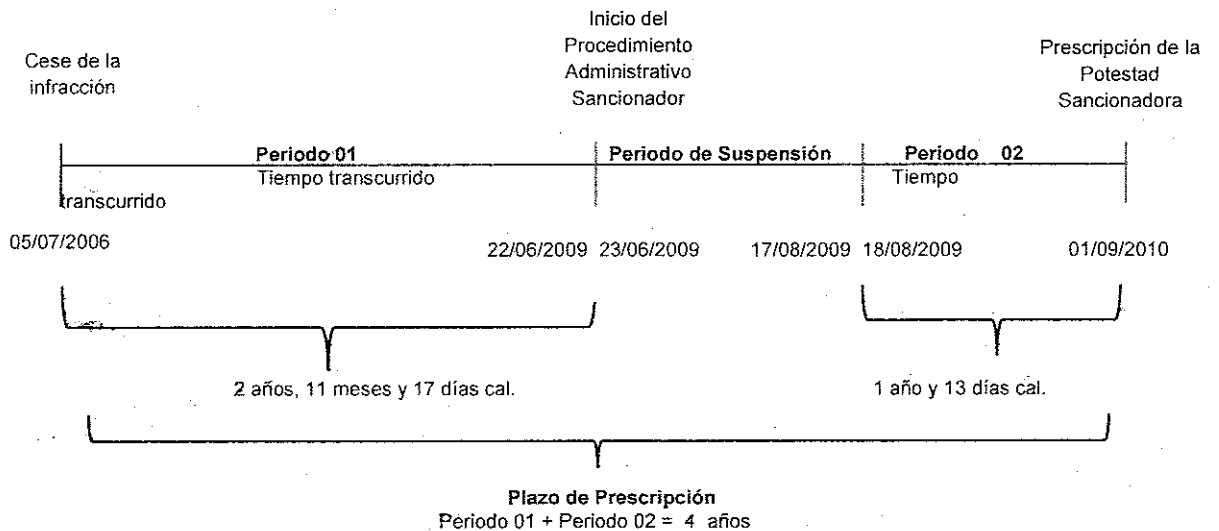 Cese de la
infracción
Inicio del
Procedimiento
Administrativo
Sancionador
Prescripción de la
Potestad
Sancionadora
Periodo 01
Tiempo transcurrido
Periodo de Suspensión
Periodo 02
Tiempo
transcurrido
05/07/2006
22/06/2009 23/06/2009
17/08/2009 18/08/2009
01/09/2010
2 años, 11 meses y 17 días cal.
1 año y 13 días cal.
Plazo de Prescripción
Periodo 01 + Periodo 02 = 4 años